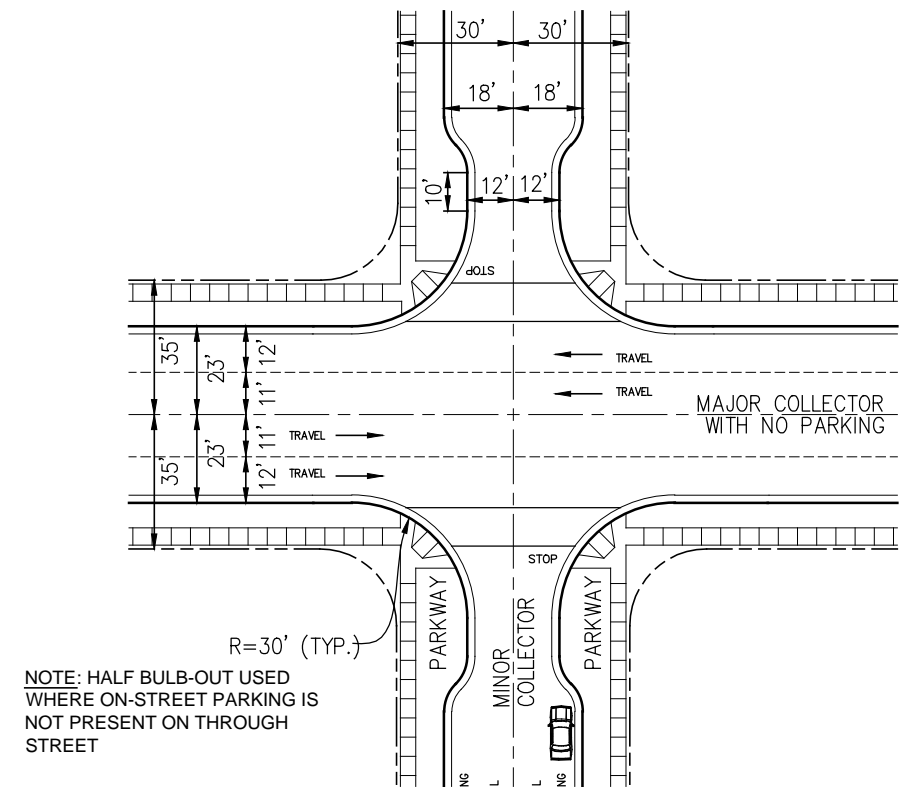 30' 30'
18' 18'
10' 12' 12'
STOP
35' 23' 12'
11'
TRAVEL
TRAVEL
MAJOR COLLECTOR
WITH NO PARKING
35' 23' 11' TRAVEL
12' TRAVEL
STOP
PARKWAY
MINOR
COLLECTOR
PARKWAY
R=30' (TYP.)
NOTE: HALF BULB-OUT USED
WHERE ON-STREET PARKING IS
NOT PRESENT ON THROUGH
STREET
NG L L NG